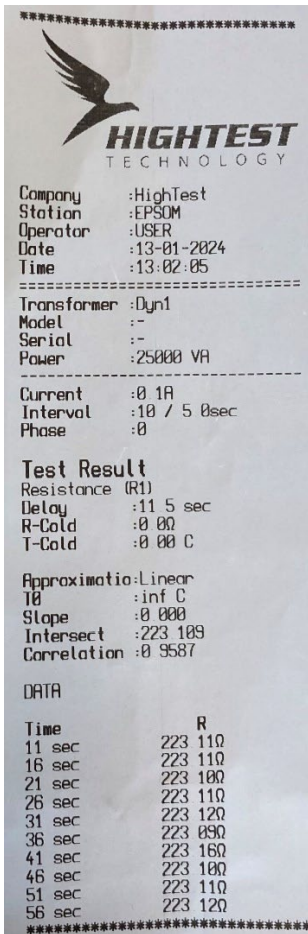 ********************************
HIGHTEST
TECHNOLOGY
Company :HighTest
Station :EPSOM
Operator :USER
Date :13-01-2024
Time :13:02:05
================================
Transformer :Dyn1
Model :-
Serial :-
Power :25000 VA
--------------------------------
Current :0 1A
Interval :10 / 5 0sec
Phase :0
Test Result
Resistance (R1)
Delay :11 5 sec
R-Cold :0 0Ω
T-Cold :0 00 C
Approximatio:Linear
T0 :inf C
Slope :0 000
Intersect :223 109
Correlation :0 9587
DATA
Time R
11 sec 223 11Ω
16 sec 223 11Ω
21 sec 223 10Ω
26 sec 223 11Ω
31 sec 223 12Ω
36 sec 223 09Ω
41 sec 223 16Ω
46 sec 223 10Ω
51 sec 223 11Ω
56 sec 223 12Ω
********************************